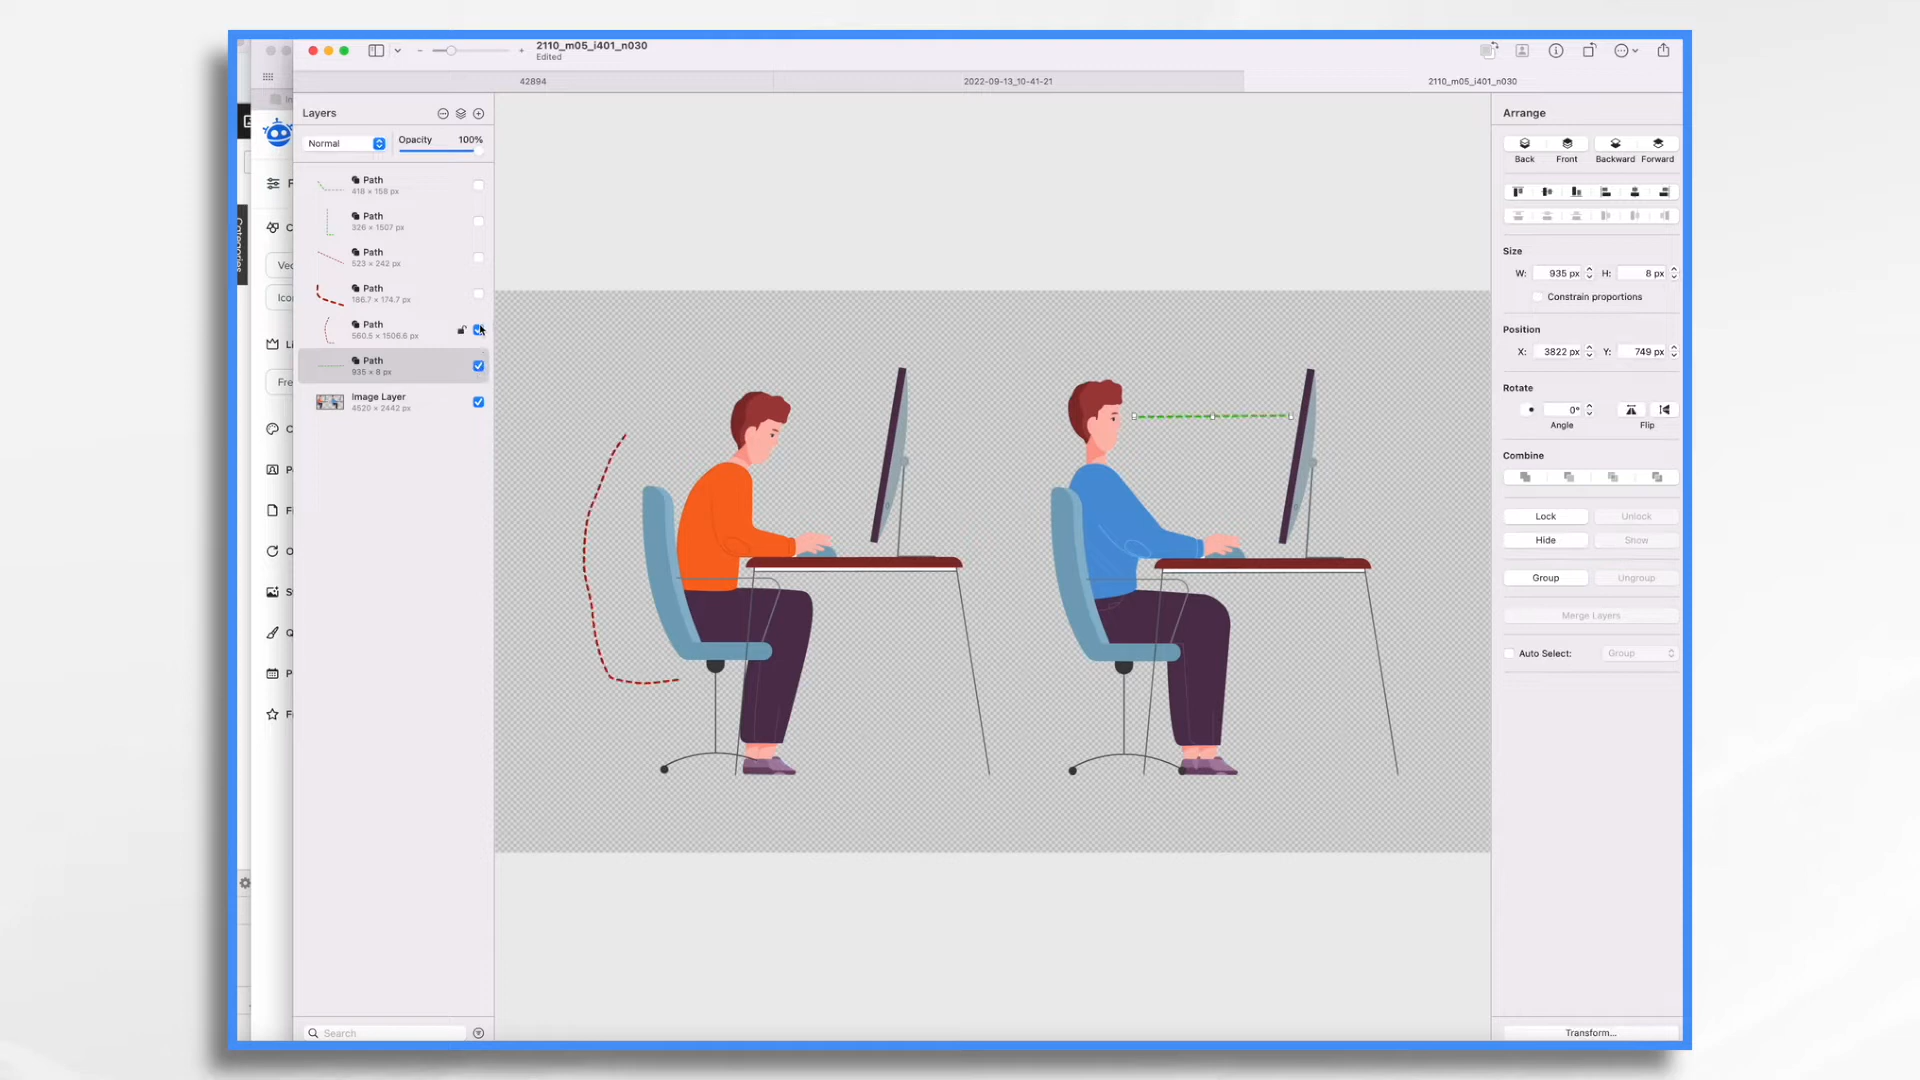 2110_m05_i401_n030
Edited
42894
2022-09-13_10-41-21
2110_m05_i401_n030
Layers
Normal
Opacity 100%
Path
418 × 158 px
Path
326 × 1507 px
Path
523 × 242 px
Path
186.7 × 174.7 px
Path
560.5 × 1506.6 px
Path
935 × 8 px
Image Layer
4520 × 2442 px
Search
Arrange
Back Front Backward Forward
Size
W: 935 px H: 8 px
Constrain proportions
Position
X: 3822 px Y: 749 px
Rotate
0°
Angle Flip
Combine
Lock Unlock
Hide Show
Group Ungroup
Merge Layers
Auto Select: Group
Transform...
Categories